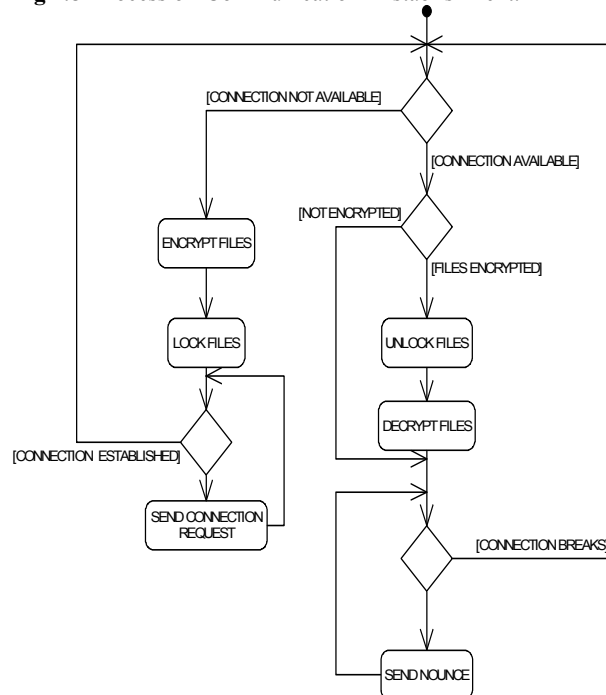 [CONNECTION NOT AVAILABLE]
[CONNECTION AVAILABLE]
[NOT ENCRYPTED]
ENCRYPT FILES
[FILES ENCRYPTED]
LOCK FILES
UNLOCK FILES
DECRYPT FILES
[CONNECTION ESTABLISHED]
SEND CONNECTION
REQUEST
[CONNECTION BREAKS]
SEND NOUNCE